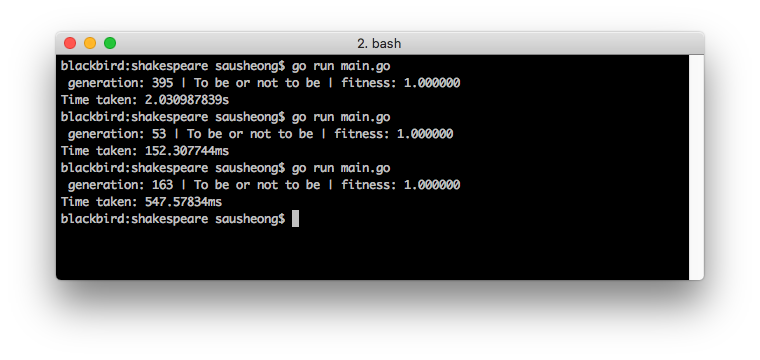 2. bash
blackbird:shakespeare sausheong$ go run main.go
 generation: 395 | To be or not to be | fitness: 1.000000
Time taken: 2.030987839s
blackbird:shakespeare sausheong$ go run main.go
 generation: 53 | To be or not to be | fitness: 1.000000
Time taken: 152.307744ms
blackbird:shakespeare sausheong$ go run main.go
 generation: 163 | To be or not to be | fitness: 1.000000
Time taken: 547.57834ms
blackbird:shakespeare sausheong$